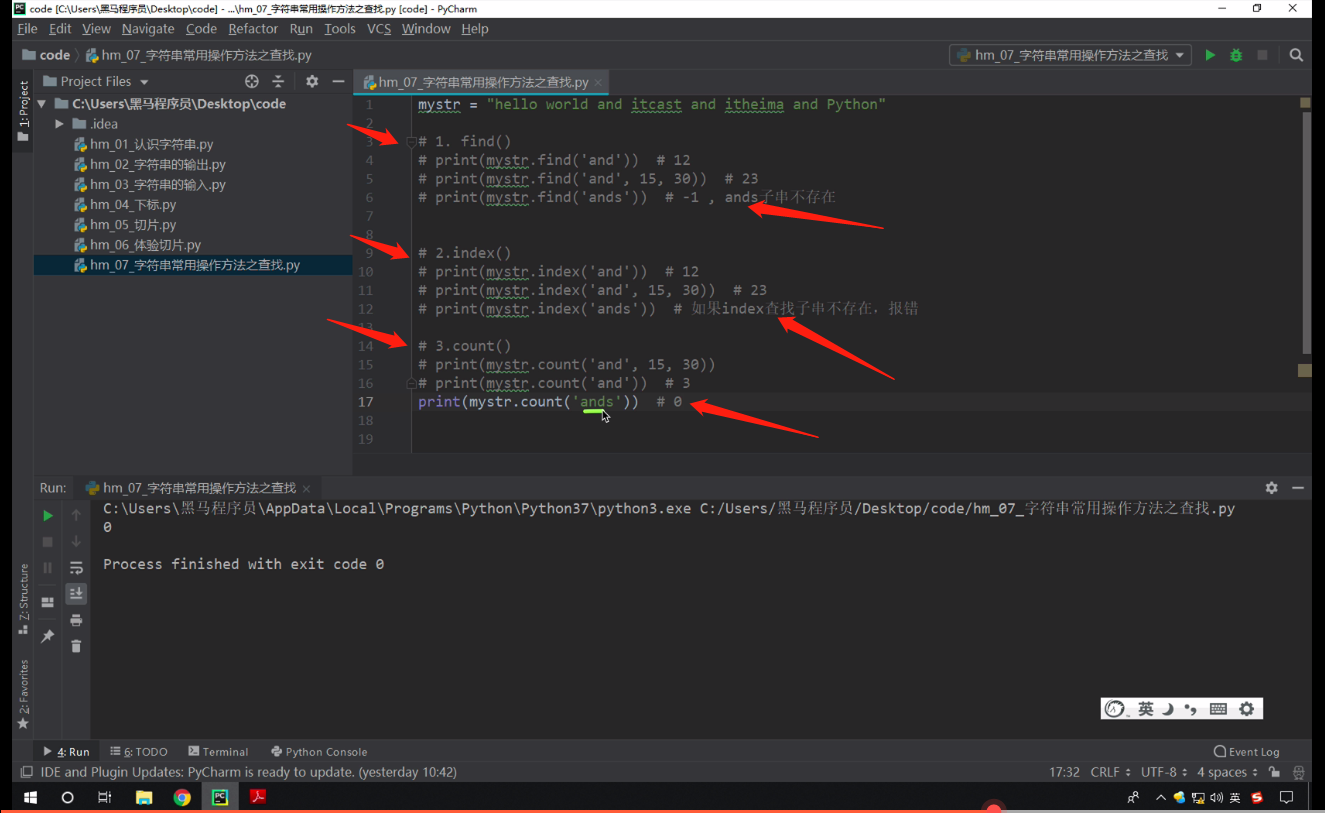 code [C:\Users\黑马程序员\Desktop\code] - ...\hm_07_字符串常用操作方法之查找.py [code] - PyCharm
File Edit View Navigate Code Refactor Run Tools VCS Window Help
code hm_07_字符串常用操作方法之查找.py
hm_07_字符串常用操作方法之查找
1: Project
Project Files
C:\Users\黑马程序员\Desktop\code
.idea
hm_01_认识字符串.py
hm_02_字符串的输出.py
hm_03_字符串的输入.py
hm_04_下标.py
hm_05_切片.py
hm_06_体验切片.py
hm_07_字符串常用操作方法之查找.py
hm_07_字符串常用操作方法之查找.py
1 mystr = "hello world and itcast and itheima and Python"
2
3 # 1. find()
4 # print(mystr.find('and')) # 12
5 # print(mystr.find('and', 15, 30)) # 23
6 # print(mystr.find('ands')) # -1 , ands子串不存在
7
8
9 # 2.index()
10 # print(mystr.index('and')) # 12
11 # print(mystr.index('and', 15, 30)) # 23
12 # print(mystr.index('ands')) # 如果index查找子串不存在，报错
13
14 # 3.count()
15 # print(mystr.count('and', 15, 30))
16 # print(mystr.count('and')) # 3
17 print(mystr.count('ands')) # 0
18
19
Run: hm_07_字符串常用操作方法之查找
C:\Users\黑马程序员\AppData\Local\Programs\Python\Python37\python3.exe C:/Users/黑马程序员/Desktop/code/hm_07_字符串常用操作方法之查找.py
0
Process finished with exit code 0
Z: Structure
2: Favorites
英
4: Run 6: TODO Terminal Python Console Event Log
IDE and Plugin Updates: PyCharm is ready to update. (yesterday 10:42) 17:32 CRLF UTF-8 4 spaces
英